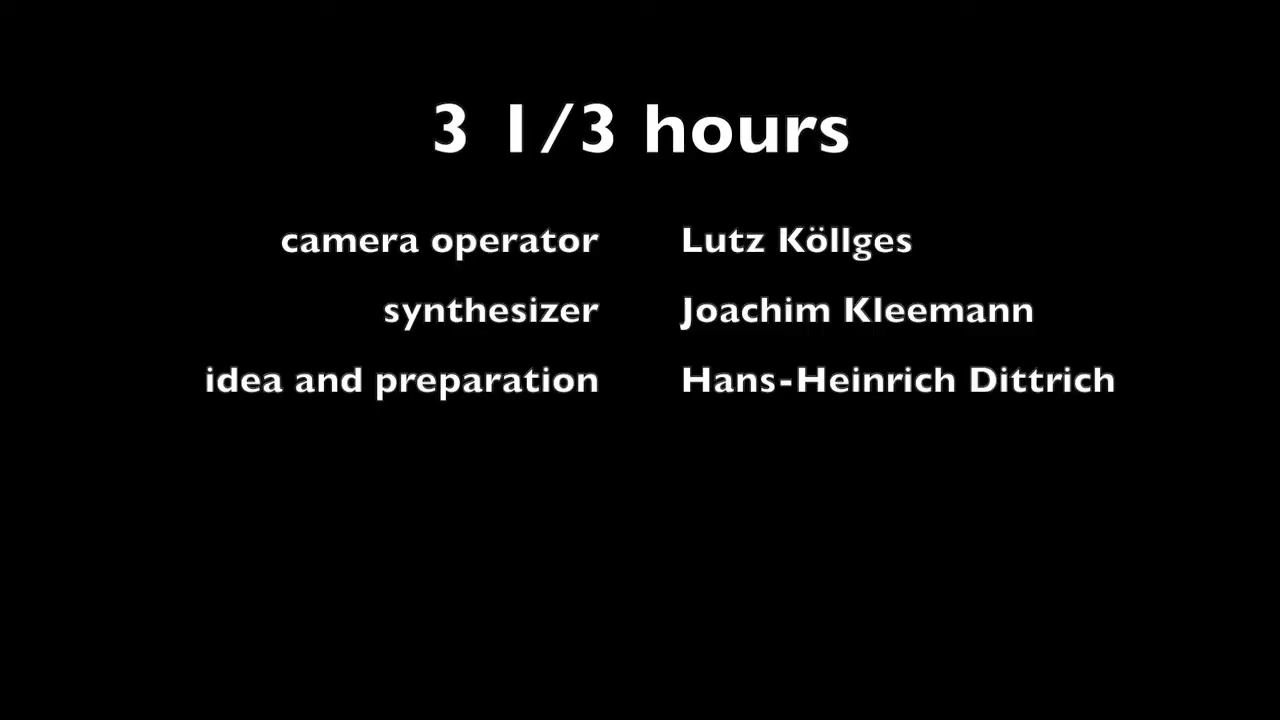 3 1/3 hours
camera operator Lutz Köllges
synthesizer Joachim Kleemann
idea and preparation Hans-Heinrich Dittrich